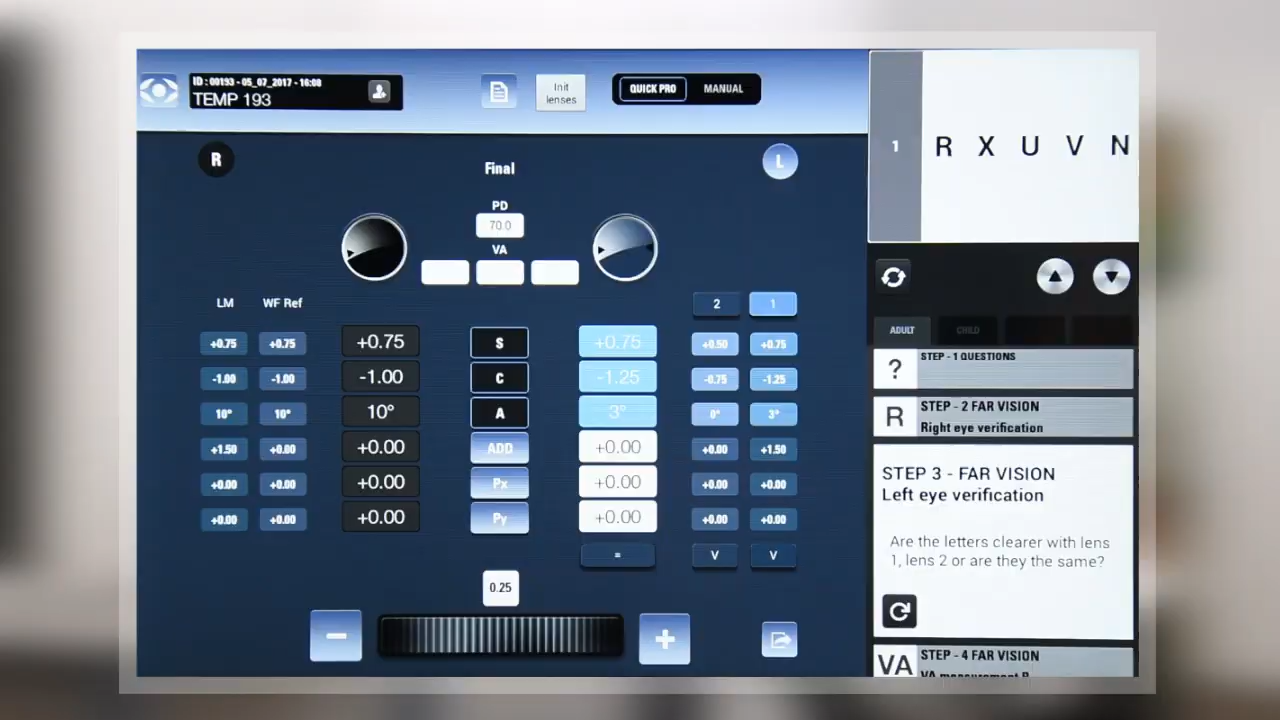 ID : 00193 - 05_07_2017 - 16:08
TEMP 193
Init
lenses
QUICK PRO
MANUAL
R
Final
L
PD
70.0
VA
LM
WF Ref
2
1
+0.75
+0.75
+0.75
S
+0.75
+0.50
+0.75
-1.00
-1.00
-1.00
C
-1.25
-0.75
-1.25
10°
10°
10°
A
3°
0°
3°
+1.50
+0.00
+0.00
ADD
+0.00
+0.00
+1.50
+0.00
+0.00
+0.00
Px
+0.00
+0.00
+0.00
+0.00
+0.00
+0.00
Py
+0.00
+0.00
+0.00
=
V
V
0.25
1
R X U V N
ADULT
CHILD
?
STEP - 1 QUESTIONS
R
STEP - 2 FAR VISION
Right eye verification
STEP 3 - FAR VISION
Left eye verification
Are the letters clearer with lens
1, lens 2 or are they the same?
VA
STEP - 4 FAR VISION
VA measurement R